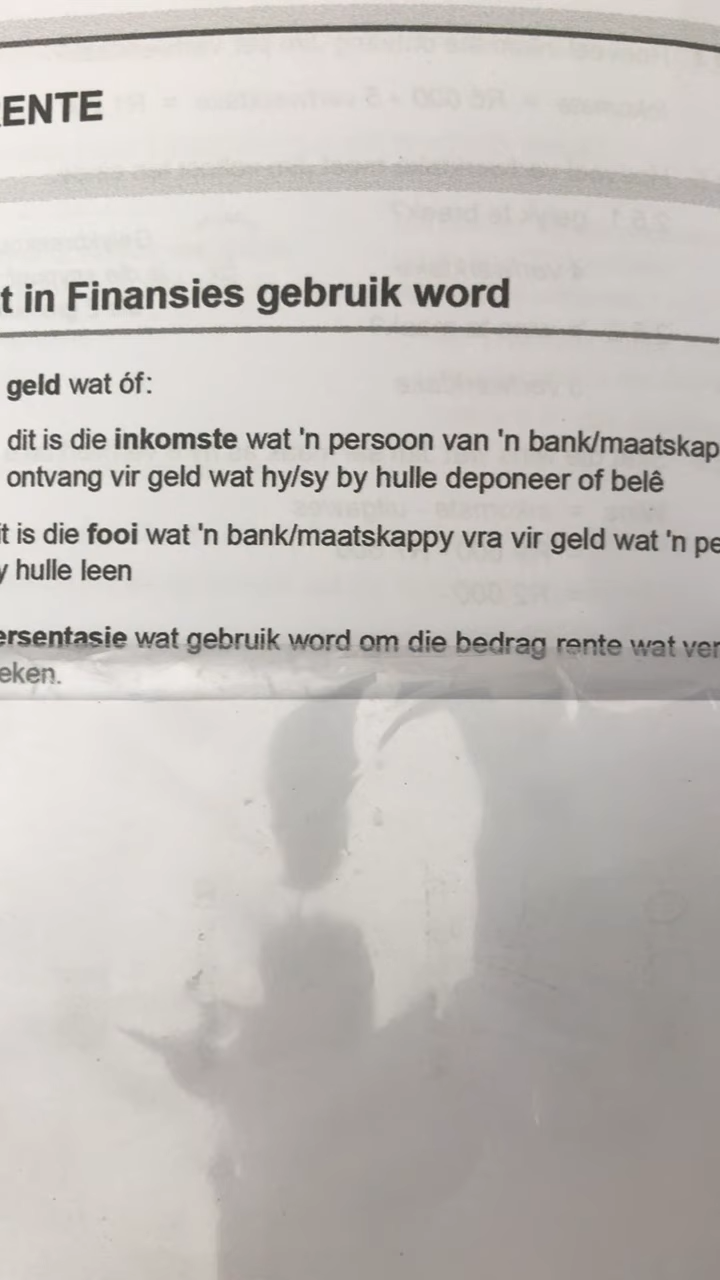 RENTE
t in Finansies gebruik word
geld wat óf:
dit is die inkomste wat 'n persoon van 'n bank/maatskap
ontvang vir geld wat hy/sy by hulle deponeer of belê
it is die fooi wat 'n bank/maatskappy vra vir geld wat 'n pe
y hulle leen
ersentasie wat gebruik word om die bedrag rente wat ver
eken.